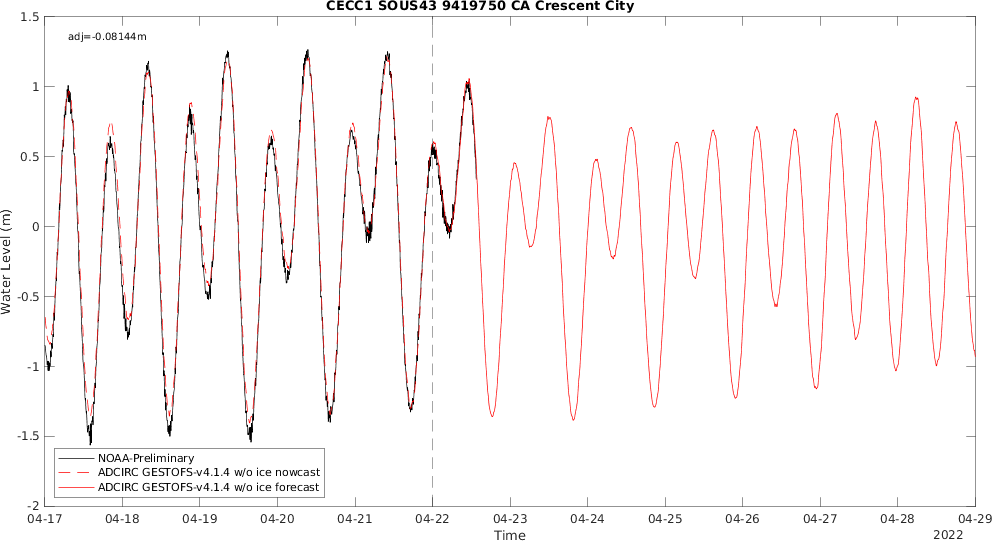 CECC1 SOUS43 9419750 CA Crescent City
adj=-0.08144m
1.5
1
0.5
0
-0.5
-1
-1.5
-2
Water Level (m)
NOAA-Preliminary
ADCIRC GESTOFS-v4.1.4 w/o ice nowcast
ADCIRC GESTOFS-v4.1.4 w/o ice forecast
04-17 04-18 04-19 04-20 04-21 04-22 04-23 04-24 04-25 04-26 04-27 04-28 04-29
Time
2022